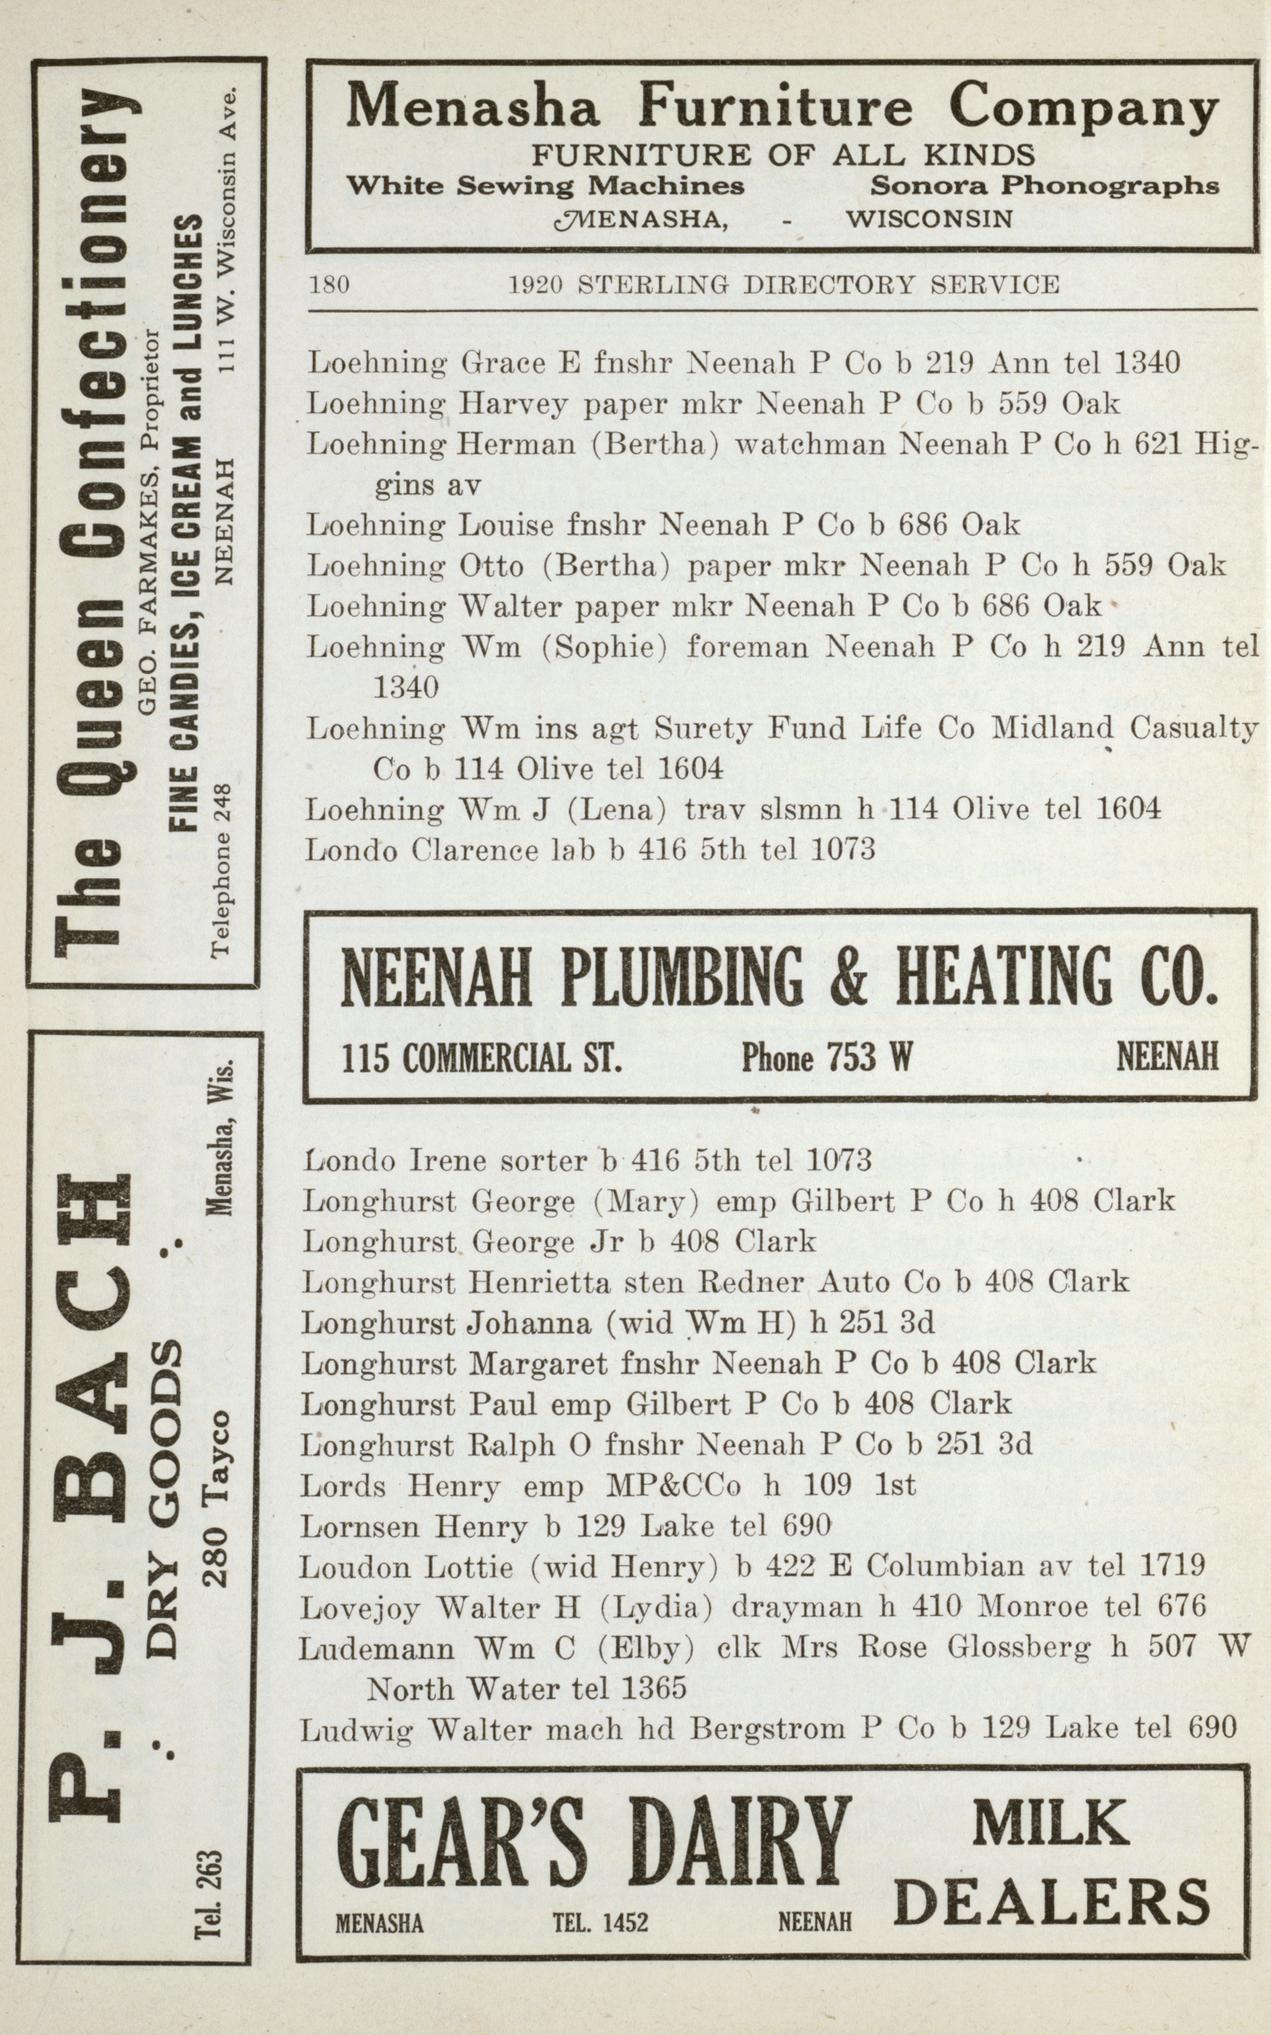 Menasha Furniture Company
FURNITURE OF ALL KINDS
White Sewing Machines Sonora Phonographs
MENASHA, - WISCONSIN
180 1920 STERLING DIRECTORY SERVICE
Loehning Grace E fnshr Neenah P Co b 219 Ann tel 1340
Loehning Harvey paper mkr Neenah P Co b 559 Oak
Loehning Herman (Bertha) watchman Neenah P Co h 621 Hig-
gins av
Loehning Louise fnshr Neenah P Co b 686 Oak
Loehning Otto (Bertha) paper mkr Neenah P Co h 559 Oak
Loehning Walter paper mkr Neenah P Co b 686 Oak
Loehning Wm (Sophie) foreman Neenah P Co h 219 Ann tel
1340
Loehning Wm ins agt Surety Fund Life Co Midland Casualty
Co b 114 Olive tel 1604
Loehning Wm J (Lena) trav slsmn h 114 Olive tel 1604
Londo Clarence lab b 416 5th tel 1073
NEENAH PLUMBING & HEATING CO.
115 COMMERCIAL ST. Phone 753 W NEENAH
Londo Irene sorter b 416 5th tel 1073
Longhurst George (Mary) emp Gilbert P Co h 408 Clark
Longhurst George Jr b 408 Clark
Longhurst Henrietta sten Redner Auto Co b 408 Clark
Longhurst Johanna (wid Wm H) h 251 3d
Longhurst Margaret fnshr Neenah P Co b 408 Clark
Longhurst Paul emp Gilbert P Co b 408 Clark
Longhurst Ralph O fnshr Neenah P Co b 251 3d
Lords Henry emp MP&CCo h 109 1st
Lornsen Henry b 129 Lake tel 690
Loudon Lottie (wid Henry) b 422 E Columbian av tel 1719
Lovejoy Walter H (Lydia) drayman h 410 Monroe tel 676
Ludemann Wm C (Elby) clk Mrs Rose Glossberg h 507 W
North Water tel 1365
Ludwig Walter mach hd Bergstrom P Co b 129 Lake tel 690
GEAR'S DAIRY
MENASHA TEL. 1452 NEENAH
MILK
DEALERS
The Queen Confectionery
GEO. FARMAKES, Proprietor
FINE CANDIES, ICE CREAM and LUNCHES
Telephone 248 NEENAH 111 W. Wisconsin Ave.
P. J. BACH
DRY GOODS
Tel. 263 280 Tayco Menasha, Wis.